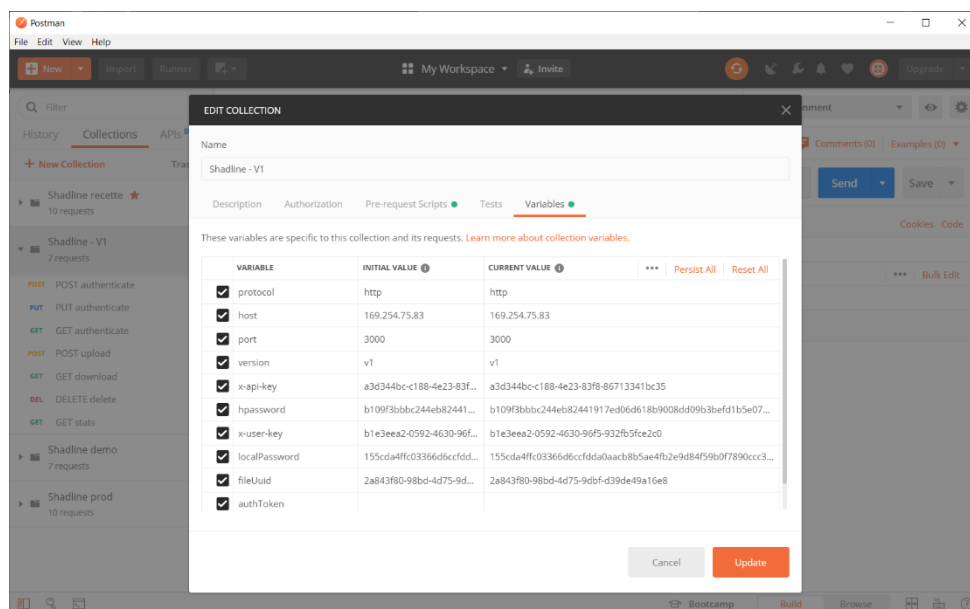 Postman
File Edit View Help
New Import Runner My Workspace Invite Upgrade
Filter
History Collections APIs
+ New Collection
Shadline recette
10 requests
Shadline - V1
7 requests
POST POST authenticate
PUT PUT authenticate
GET GET authenticate
POST POST upload
GET GET download
DEL DELETE delete
GET GET stats
Shadline demo
7 requests
Shadline prod
10 requests
EDIT COLLECTION
Name
Shadline - V1
Description Authorization Pre-request Scripts Tests Variables
These variables are specific to this collection and its requests. Learn more about collection variables.
VARIABLE INITIAL VALUE CURRENT VALUE ••• Persist All Reset All
protocol http http
host 169.254.75.83 169.254.75.83
port 3000 3000
version v1 v1
x-api-key a3d344bc-c188-4e23-83f... a3d344bc-c188-4e23-83f8-86713341bc35
hpassword b109f3bbbc244eb82441... b109f3bbbc244eb82441917ed06d618b9008dd09b3befd1b5e07...
x-user-key b1e3eea2-0592-4630-96f... b1e3eea2-0592-4630-96f5-932fb5fce2c0
localPassword 155cda4ffc03366d6ccfdd... 155cda4ffc03366d6ccfdda0aacb8b5ae4fb2e9d84f59b0f7890ccc3...
fileUuid 2a843f80-98bd-4d75-9d... 2a843f80-98bd-4d75-9dbf-d39de49a16e8
authToken
Cancel Update
Comments (0) Examples (0)
Send Save
Cookies Code
••• Bulk Edit
Bootcamp Build Browse